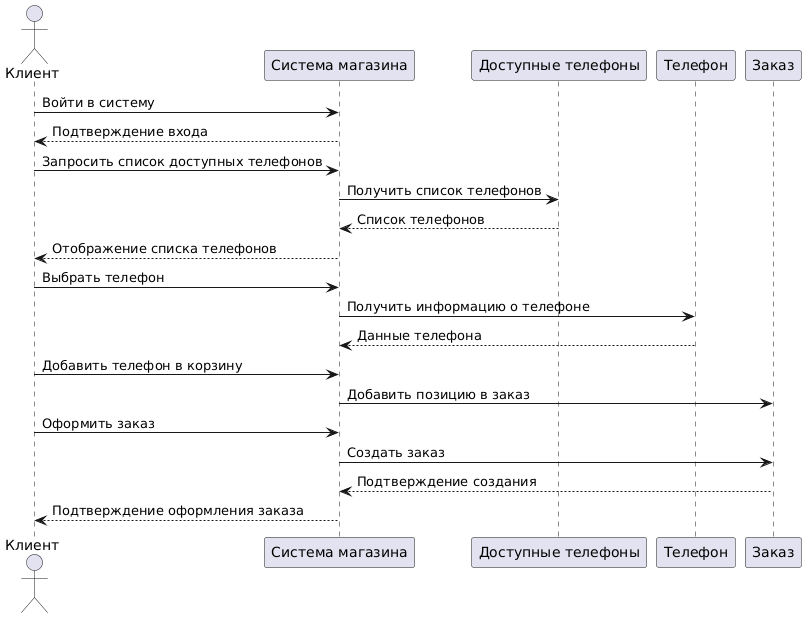 Клиент
Система магазина
Доступные телефоны
Телефон
Заказ
Войти в систему
Подтверждение входа
Запросить список доступных телефонов
Получить список телефонов
Список телефонов
Отображение списка телефонов
Выбрать телефон
Получить информацию о телефоне
Данные телефона
Добавить телефон в корзину
Добавить позицию в заказ
Оформить заказ
Создать заказ
Подтверждение создания
Подтверждение оформления заказа
Клиент
Система магазина
Доступные телефоны
Телефон
Заказ